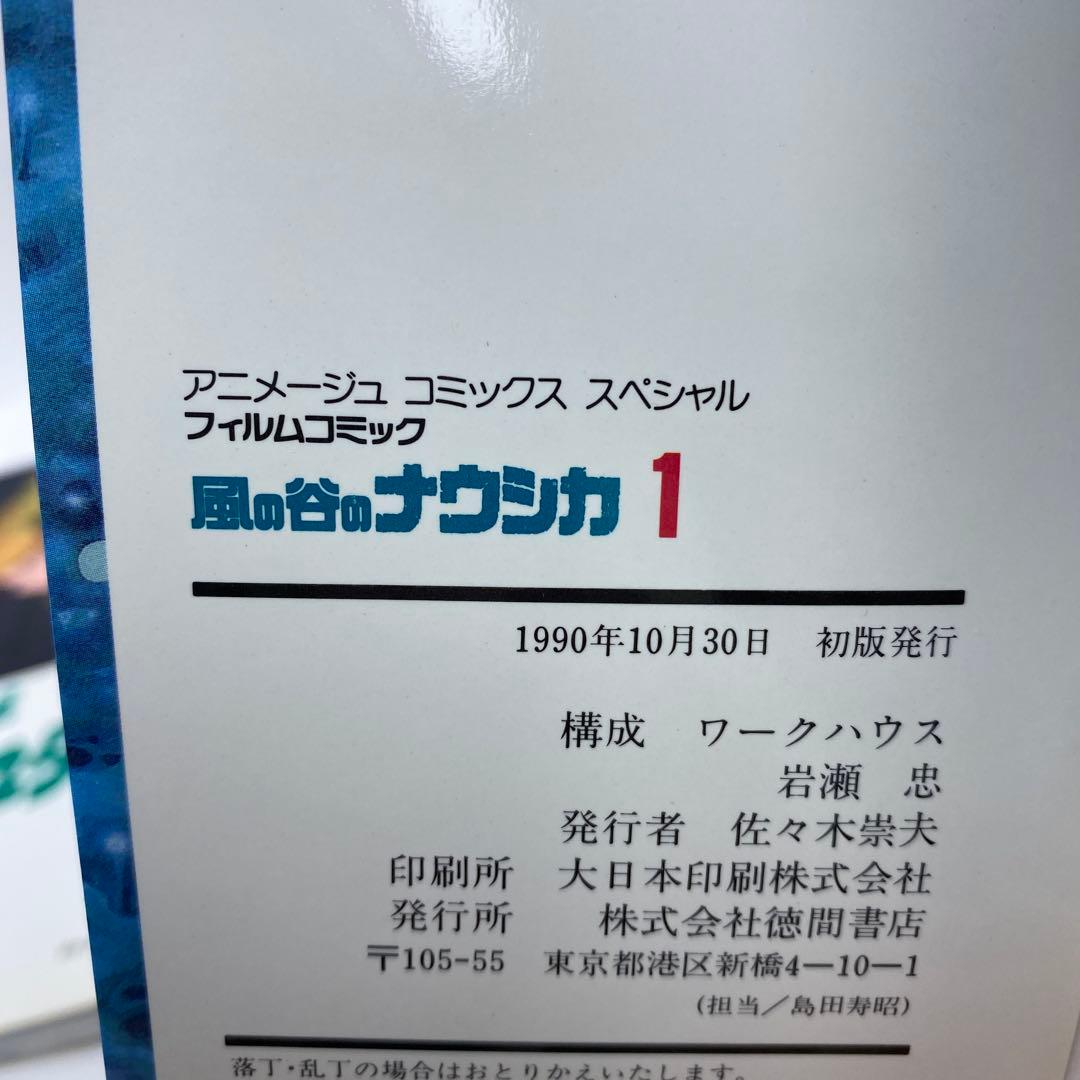 アニメージュ コミックス スペシャル
フィルムコミック
風の谷のナウシカ 1
1990年10月30日 初版発行
構成 ワークハウス
岩瀬 忠
発行者 佐々木崇夫
印刷所 大日本印刷株式会社
発行所 株式会社徳間書店
〒105-55 東京都港区新橋4―10―1
(担当/島田寿昭)
落丁・乱丁の場合はおとりかえいたします。